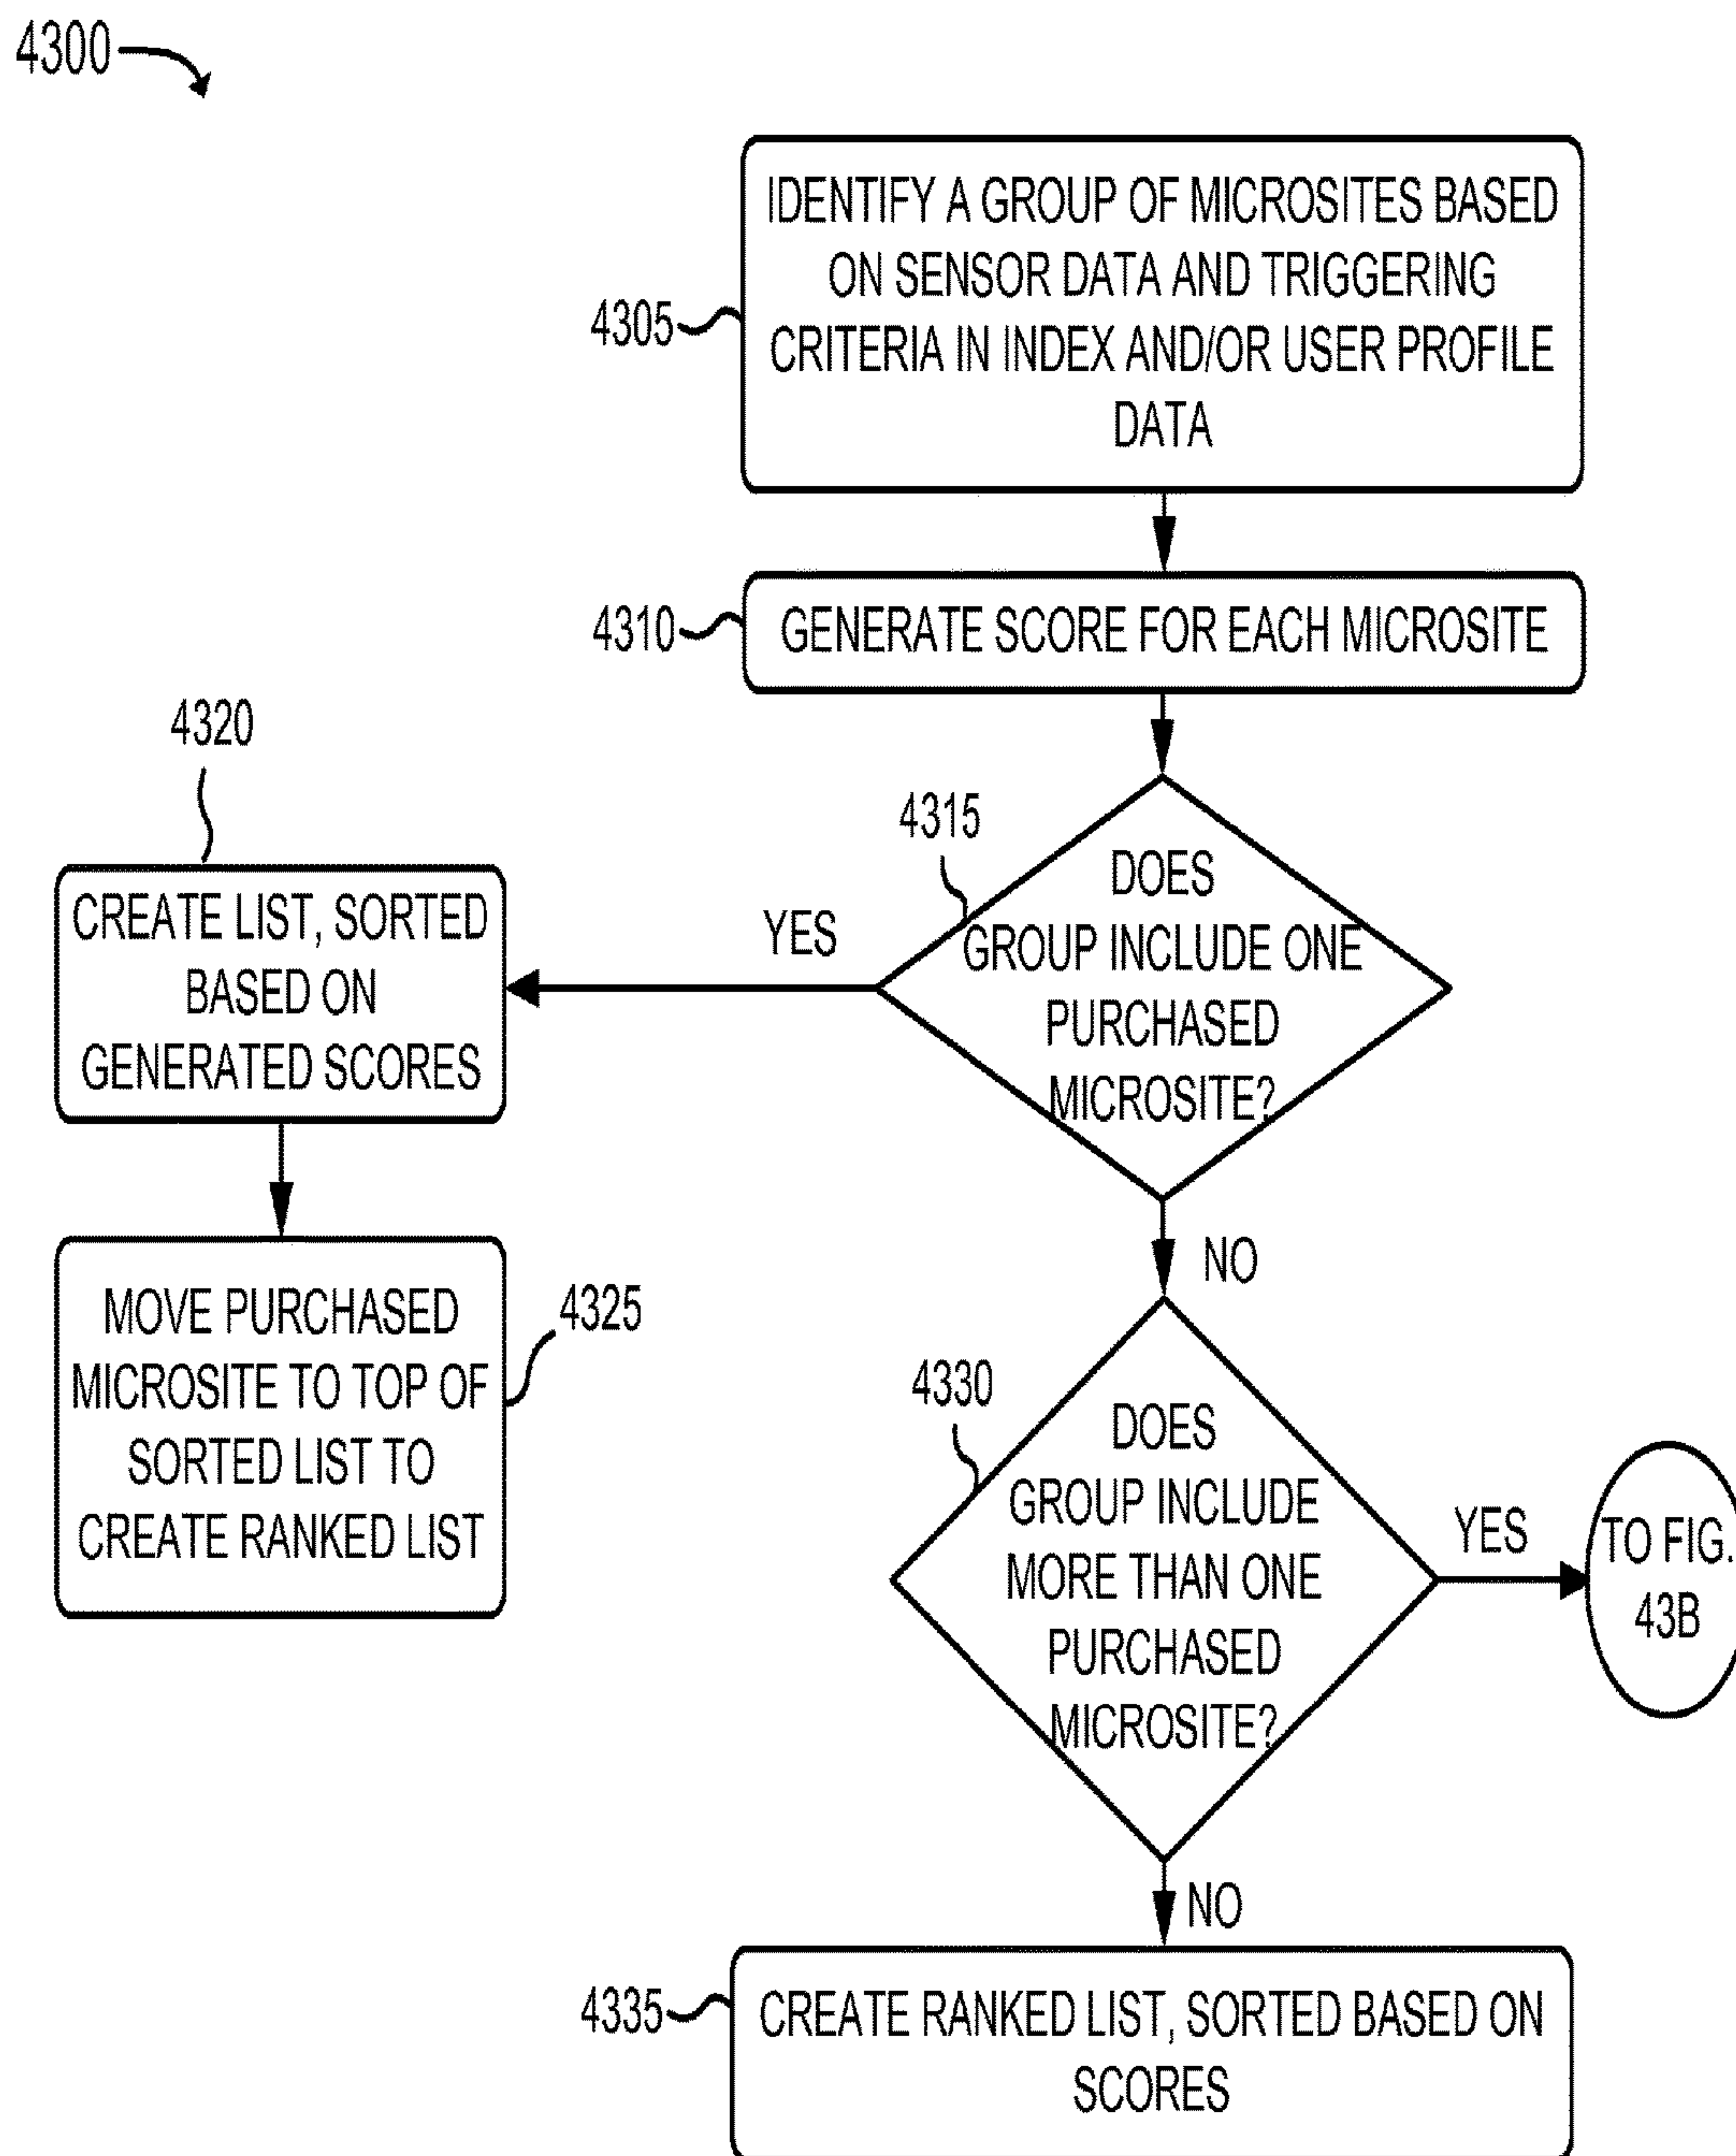 4300
IDENTIFY A GROUP OF MICROSITES BASED
ON SENSOR DATA AND TRIGGERING
CRITERIA IN INDEX AND/OR USER PROFILE
DATA
4305
4310
GENERATE SCORE FOR EACH MICROSITE
4315
DOES
GROUP INCLUDE ONE
PURCHASED
MICROSITE?
YES
4320
CREATE LIST, SORTED
BASED ON
GENERATED SCORES
MOVE PURCHASED
MICROSITE TO TOP OF
SORTED LIST TO
CREATE RANKED LIST
4325
NO
4330
DOES
GROUP INCLUDE
MORE THAN ONE
PURCHASED
MICROSITE?
YES
TO FIG.
43B
NO
4335
CREATE RANKED LIST, SORTED BASED ON
SCORES